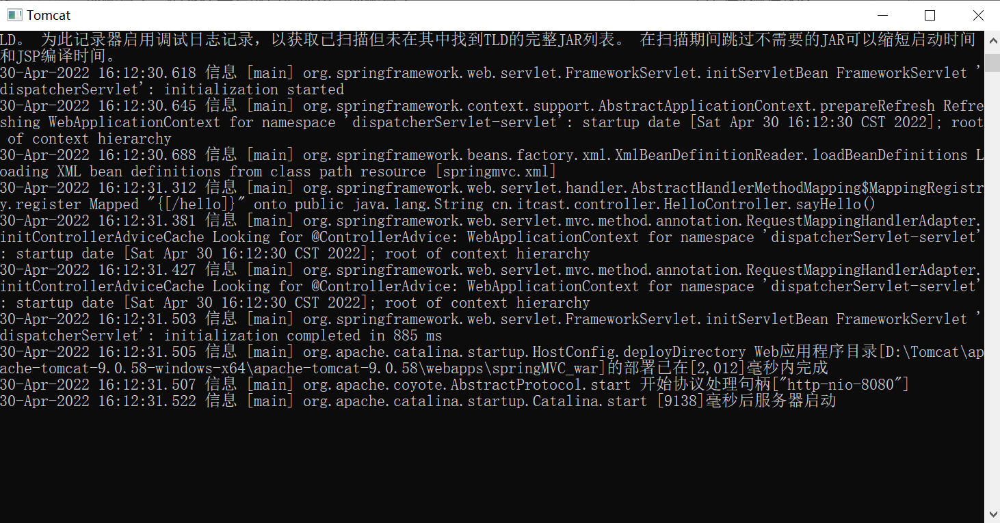 Tomcat
LD。 为此记录器启用调试日志记录，以获取已扫描但未在其中找到TLD的完整JAR列表。 在扫描期间跳过不需要的JAR可以缩短启动时间
和JSP编译时间。
30-Apr-2022 16:12:30.618 信息 [main] org.springframework.web.servlet.FrameworkServlet.initServletBean FrameworkServlet '
dispatcherServlet': initialization started
30-Apr-2022 16:12:30.645 信息 [main] org.springframework.context.support.AbstractApplicationContext.prepareRefresh Refre
shing WebApplicationContext for namespace 'dispatcherServlet-servlet': startup date [Sat Apr 30 16:12:30 CST 2022]; root
 of context hierarchy
30-Apr-2022 16:12:30.688 信息 [main] org.springframework.beans.factory.xml.XmlBeanDefinitionReader.loadBeanDefinitions L
oading XML bean definitions from class path resource [springmvc.xml]
30-Apr-2022 16:12:31.312 信息 [main] org.springframework.web.servlet.handler.AbstractHandlerMethodMapping$MappingRegistr
y.register Mapped "{[/hello]}" onto public java.lang.String cn.itcast.controller.HelloController.sayHello()
30-Apr-2022 16:12:31.381 信息 [main] org.springframework.web.servlet.mvc.method.annotation.RequestMappingHandlerAdapter.
initControllerAdviceCache Looking for @ControllerAdvice: WebApplicationContext for namespace 'dispatcherServlet-servlet'
: startup date [Sat Apr 30 16:12:30 CST 2022]; root of context hierarchy
30-Apr-2022 16:12:31.427 信息 [main] org.springframework.web.servlet.mvc.method.annotation.RequestMappingHandlerAdapter.
initControllerAdviceCache Looking for @ControllerAdvice: WebApplicationContext for namespace 'dispatcherServlet-servlet'
: startup date [Sat Apr 30 16:12:30 CST 2022]; root of context hierarchy
30-Apr-2022 16:12:31.503 信息 [main] org.springframework.web.servlet.FrameworkServlet.initServletBean FrameworkServlet '
dispatcherServlet': initialization completed in 885 ms
30-Apr-2022 16:12:31.505 信息 [main] org.apache.catalina.startup.HostConfig.deployDirectory Web应用程序目录[D:\Tomcat\ap
ache-tomcat-9.0.58-windows-x64\apache-tomcat-9.0.58\webapps\springMVC_war]的部署已在[2,012]毫秒内完成
30-Apr-2022 16:12:31.507 信息 [main] org.apache.coyote.AbstractProtocol.start 开始协议处理句柄["http-nio-8080"]
30-Apr-2022 16:12:31.522 信息 [main] org.apache.catalina.startup.Catalina.start [9138]毫秒后服务器启动